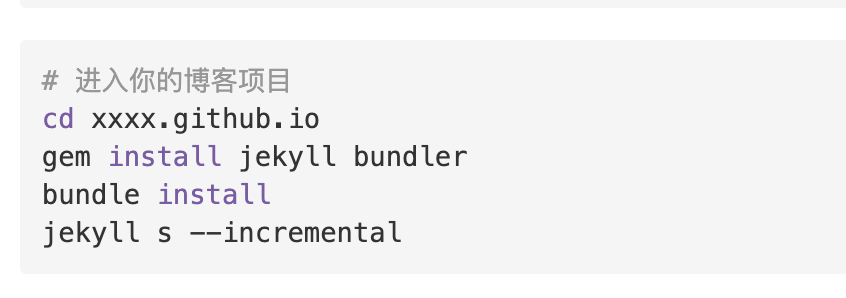 # 进入你的博客项目
cd xxxx.github.io
gem install jekyll bundler
bundle install
jekyll s --incremental